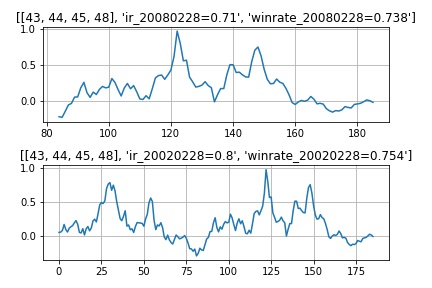 [[43, 44, 45, 48], 'ir_20080228=0.71', 'winrate_20080228=0.738']
1.0
0.5
0.0
80 100 120 140 160 180
[[43, 44, 45, 48], 'ir_20020228=0.8', 'winrate_20020228=0.754']
1.0
0.5
0.0
0 25 50 75 100 125 150 175